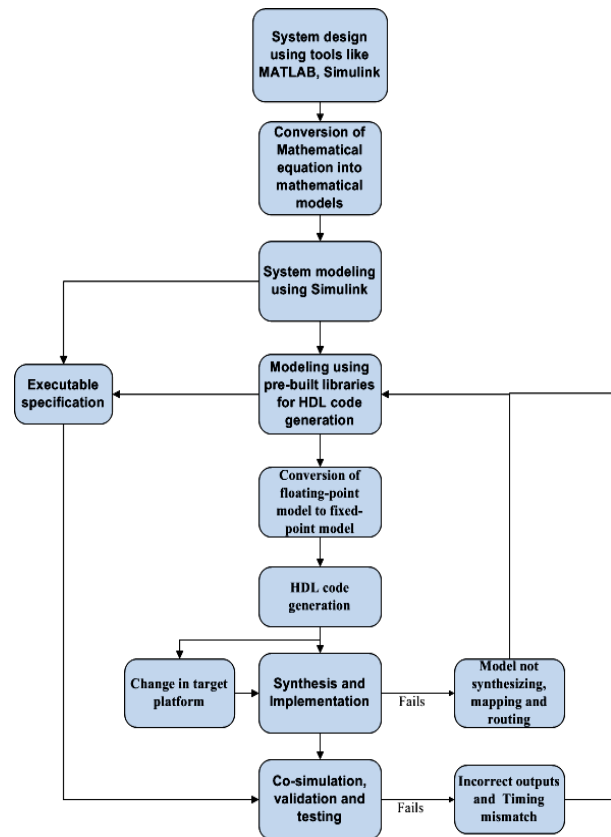 System design
using tools like
MATLAB, Simulink
Conversion of
Mathematical
equation into
mathematical
models
System modeling
using Simulink
Executable
specification
Modeling using
pre-built libraries
for HDL code
generation
Conversion of
floating-point
model to fixed-
point model
HDL code
generation
Change in target
platform
Synthesis and
Implementation
Fails
Model not
synthesizing,
mapping and
routing
Co-simulation,
validation and
testing
Fails
Incorrect outputs
and Timing
mismatch